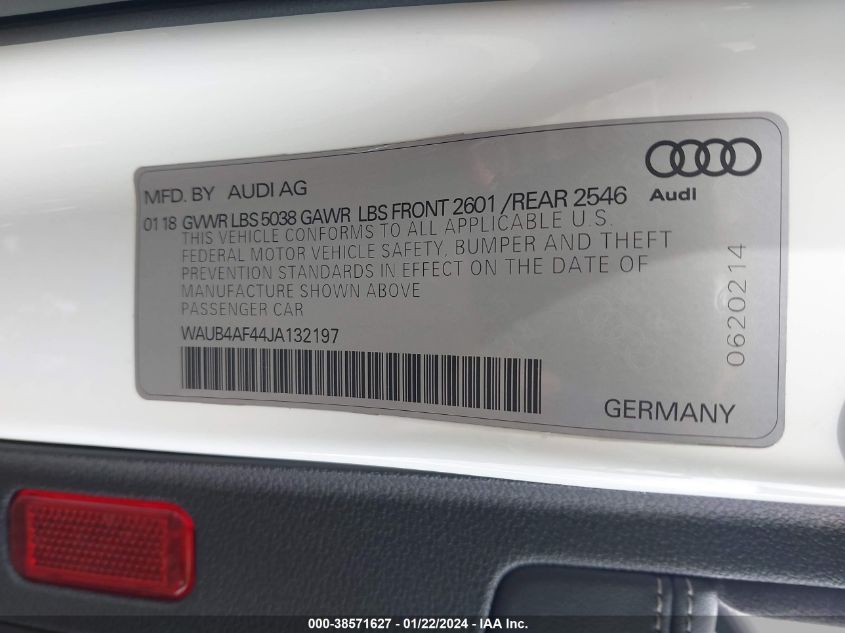 MFD. BY AUDI AG
Audi
01 18 GVWR LBS 5038 GAWR LBS FRONT 2601 /REAR 2546
THIS VEHICLE CONFORMS TO ALL APPLICABLE U.S.
FEDERAL MOTOR VEHICLE SAFETY, BUMPER AND THEFT
PREVENTION STANDARDS IN EFFECT ON THE DATE OF
MANUFACTURE SHOWN ABOVE
PASSENGER CAR
WAUB4AF44JA132197
0620214
GERMANY
000-38571627 - 01/22/2024 - IAA Inc.